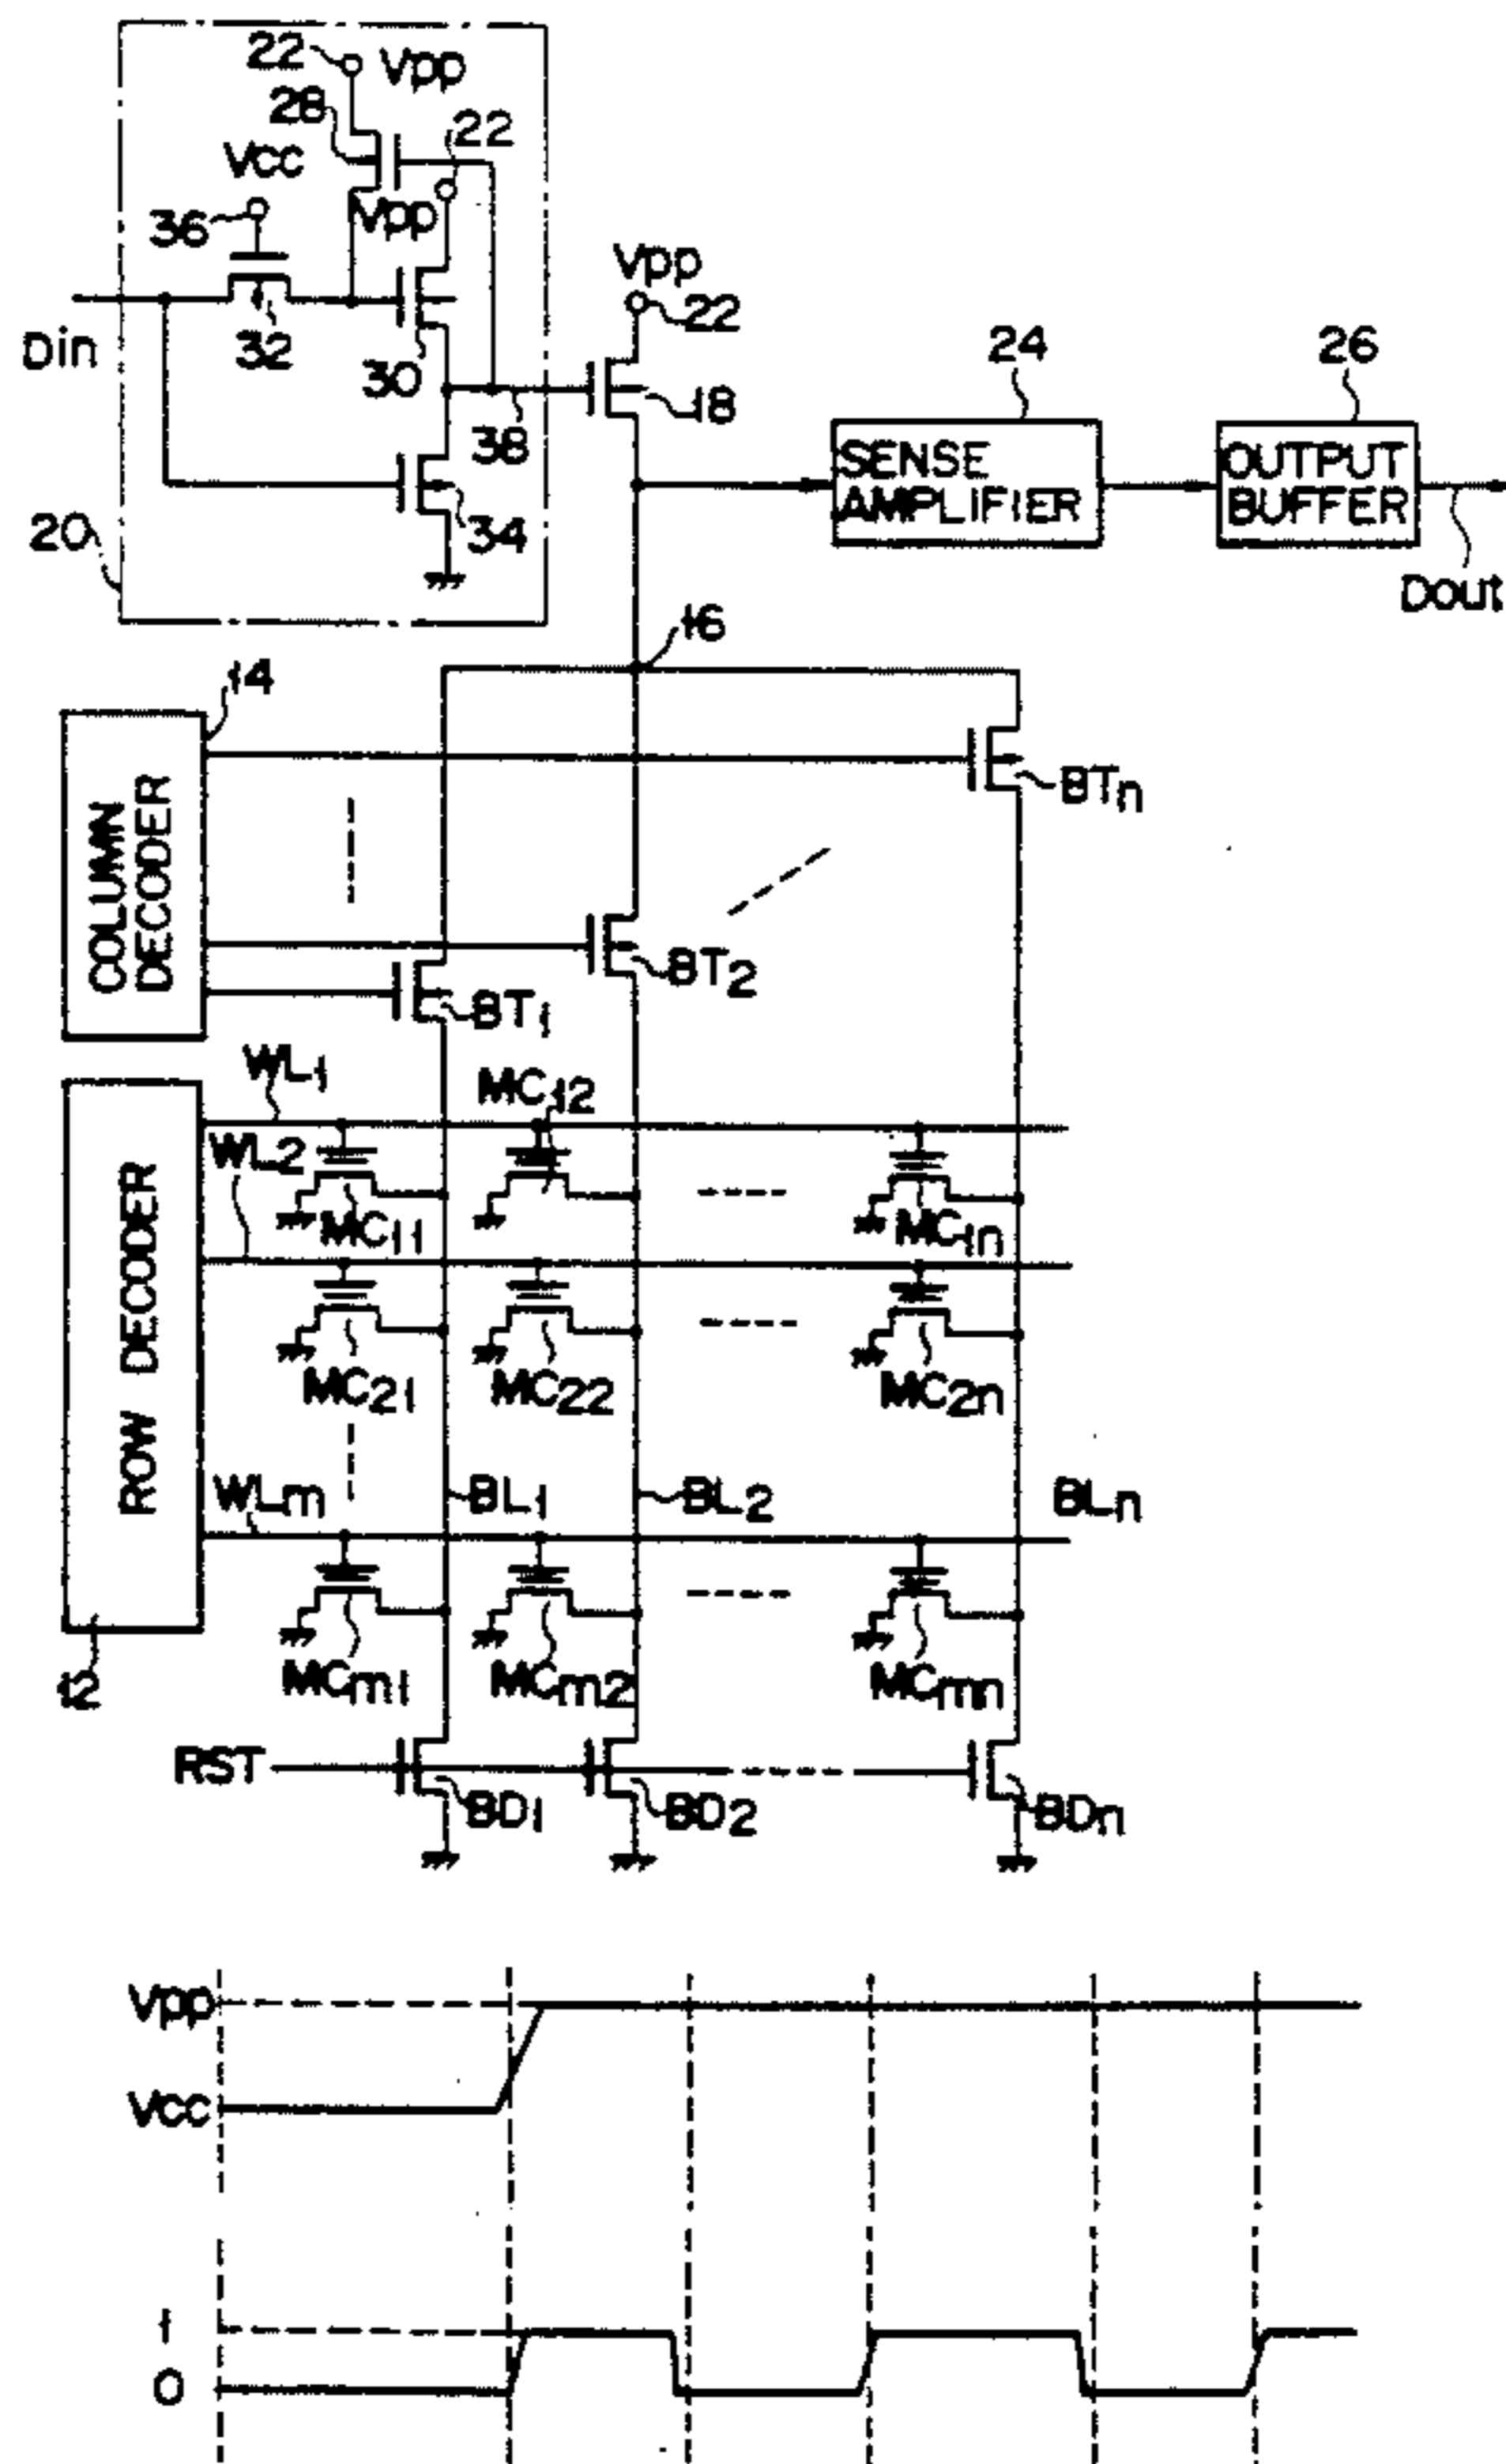 22
Vpp
28
22
Vcc
36
Vpp
Vpp
22
Din
32
30
18
24
26
38
SENSE
AMPLIFIER
OUTPUT
BUFFER
20
34
Dout
16
14
COLUMN
DECODER
BTn
BT2
BT1
WL1
MC12
WL2
MC11
MC1n
ROW DECODER
MC21
MC22
MC2n
WLm
BL1
BL2
BLn
MCm1
MCm2
MCmn
12
RST
BD1
BD2
BDn
Vpp
Vcc
1
0